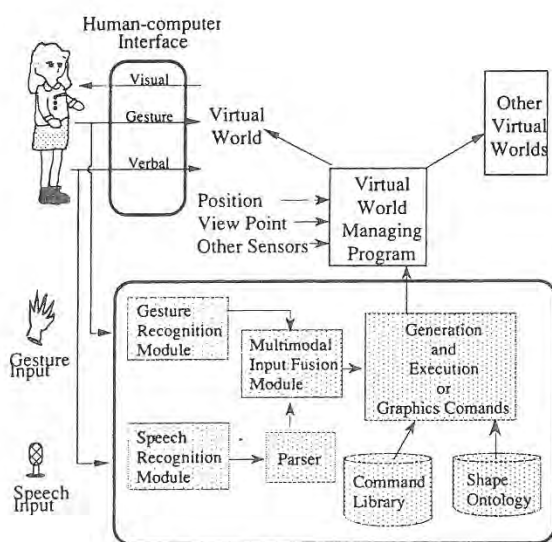 Human-computer
Interface
Visual
Gesture
Verbal
Virtual
World
Other
Virtual
Worlds
Position
View Point
Other Sensors
Virtual
World
Managing
Program
Gesture
Input
Speech
Input
Gesture
Recognition
Module
Multimodal
Input Fusion
Module
Speech
Recognition
Module
Parser
Generation
and
Execution
or
Graphics Comands
Command
Library
Shape
Ontology